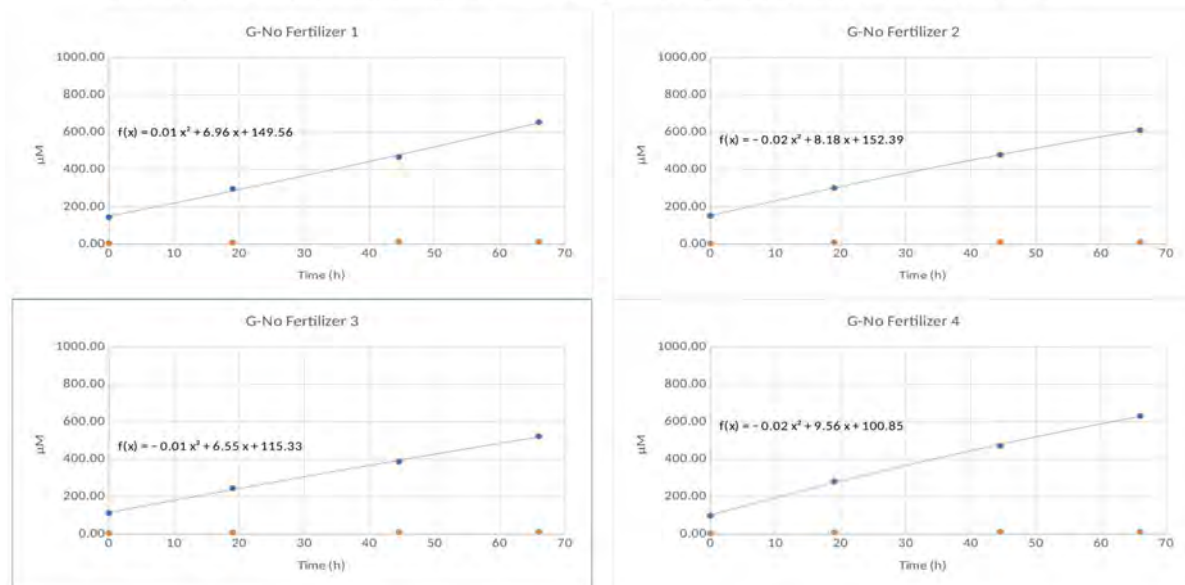 G-No Fertilizer 1
1000.00
800.00
600.00
400.00
200.00
0.00
µM
f(x) = 0.01 x² + 6.96 x + 149.56
0 10 20 30 40 50 60 70
Time (h)
G-No Fertilizer 2
1000.00
800.00
600.00
400.00
200.00
0.00
µM
f(x) = − 0.02 x² + 8.18 x + 152.39
0 10 20 30 40 50 60 70
Time (h)
G-No Fertilizer 3
1000.00
800.00
600.00
400.00
200.00
0.00
µM
f(x) = − 0.01 x² + 6.55 x + 115.33
0 10 20 30 40 50 60 70
Time (h)
G-No Fertilizer 4
1000.00
800.00
600.00
400.00
200.00
0.00
µM
f(x) = − 0.02 x² + 9.56 x + 100.85
0 10 20 30 40 50 60 70
Time (h)